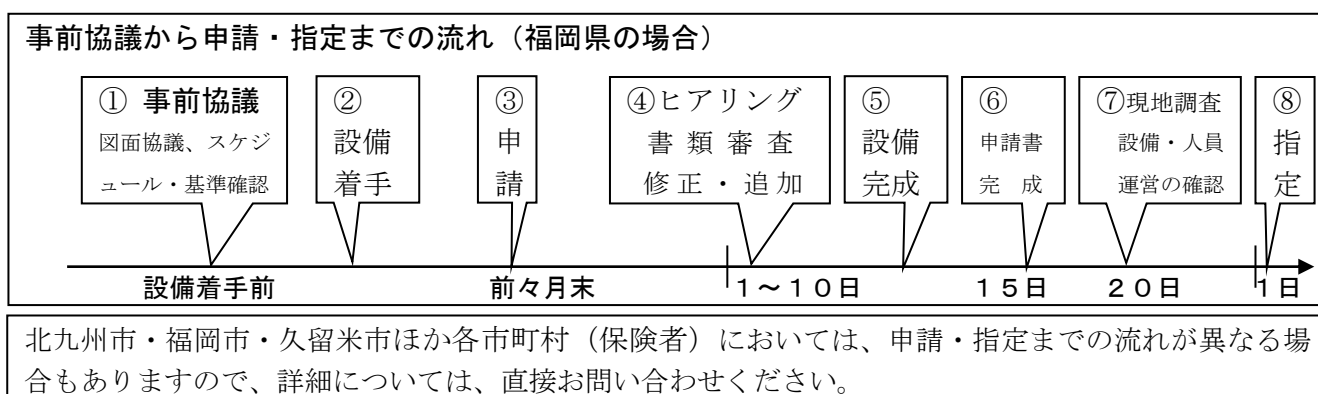 事前協議から申請・指定までの流れ（福岡県の場合）
① 事前協議
図面協議、スケジ
ュール・基準確認
②
設備
着手
③
申
請
④ヒアリング
書類審査
修正・追加
⑤
設備
完成
⑥
申請書
完成
⑦現地調査
設備・人員
運営の確認
⑧
指
定
設備着手前
前々月末
１～１０日
１５日
２０日
１日
北九州市・福岡市・久留米市ほか各市町村（保険者）においては、申請・指定までの流れが異なる場
合もありますので、詳細については、直接お問い合わせください。